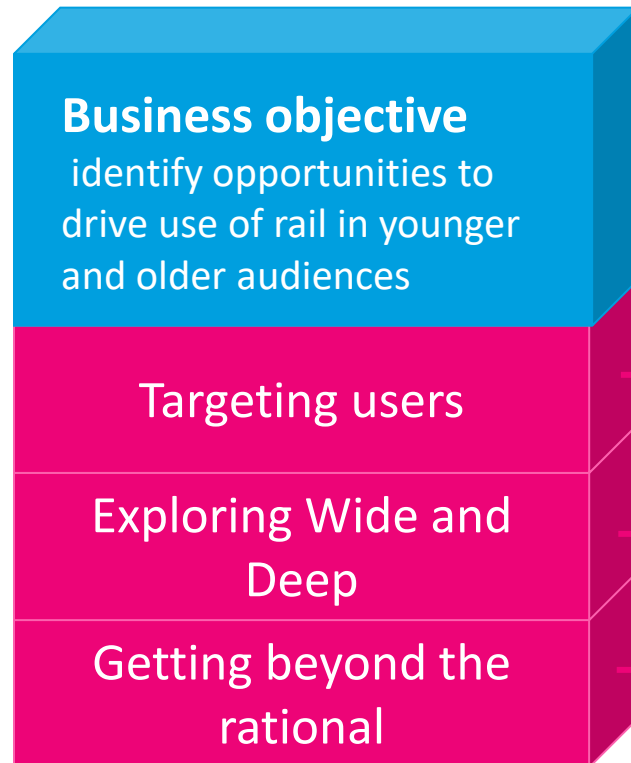 Business objective
identify opportunities to
drive use of rail in younger
and older audiences
Targeting users
Exploring Wide and
Deep
Getting beyond the
rational